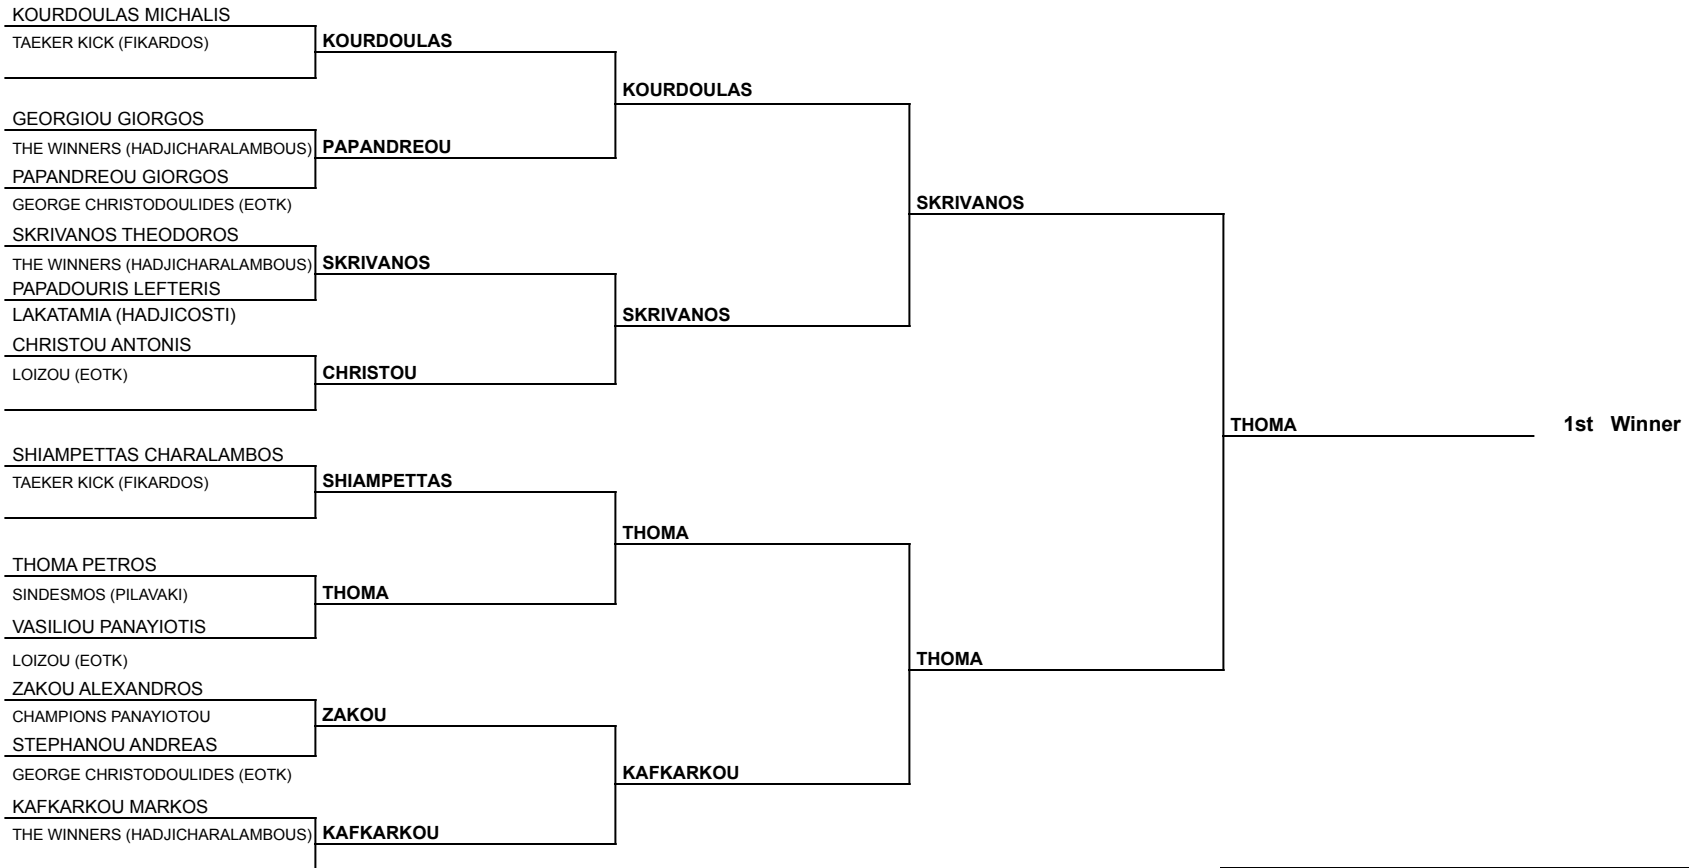 KOURDOULAS MICHALIS
TAEKER KICK (FIKARDOS)
KOURDOULAS
KOURDOULAS
GEORGIOU GIORGOS
THE WINNERS (HADJICHARALAMBOUS)
PAPANDREOU
PAPANDREOU GIORGOS
GEORGE CHRISTODOULIDES (EOTK)
SKRIVANOS
SKRIVANOS THEODOROS
THE WINNERS (HADJICHARALAMBOUS)
SKRIVANOS
PAPADOURIS LEFTERIS
LAKATAMIA (HADJICOSTI)
SKRIVANOS
CHRISTOU ANTONIS
LOIZOU (EOTK)
CHRISTOU
THOMA
1st Winner
SHIAMPETTAS CHARALAMBOS
TAEKER KICK (FIKARDOS)
SHIAMPETTAS
THOMA
THOMA PETROS
SINDESMOS (PILAVAKI)
THOMA
VASILIOU PANAYIOTIS
LOIZOU (EOTK)
THOMA
ZAKOU ALEXANDROS
CHAMPIONS PANAYIOTOU
ZAKOU
STEPHANOU ANDREAS
GEORGE CHRISTODOULIDES (EOTK)
KAFKARKOU
KAFKARKOU MARKOS
THE WINNERS (HADJICHARALAMBOUS)
KAFKARKOU